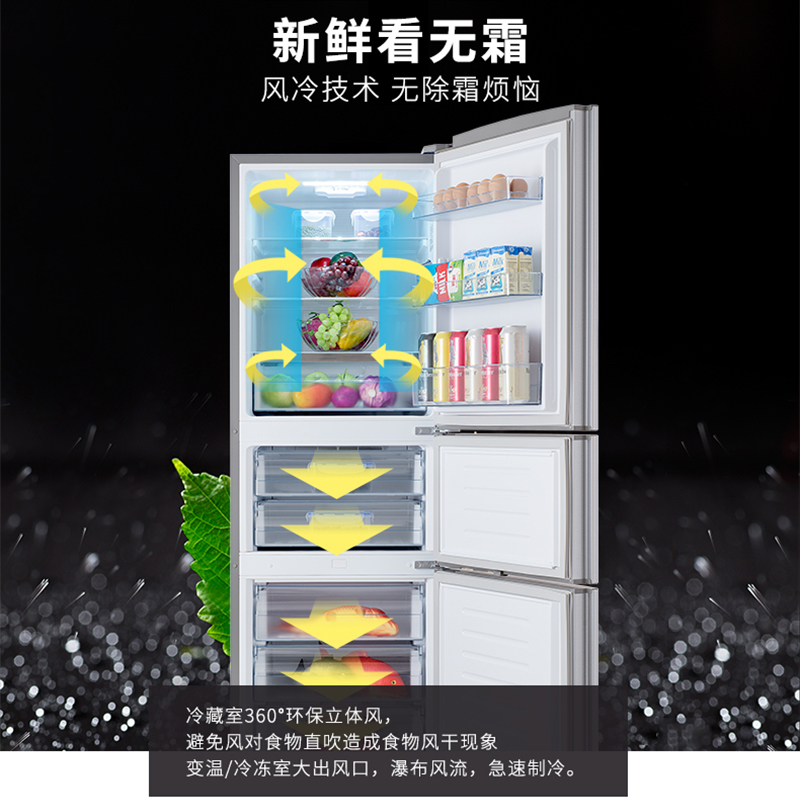 新鲜看无霜
风冷技术 无除霜烦恼
MILK
冷藏室360°环保立体风，
避免风对食物直吹造成食物风干现象
变温/冷冻室大出风口，瀑布风流，急速制冷。